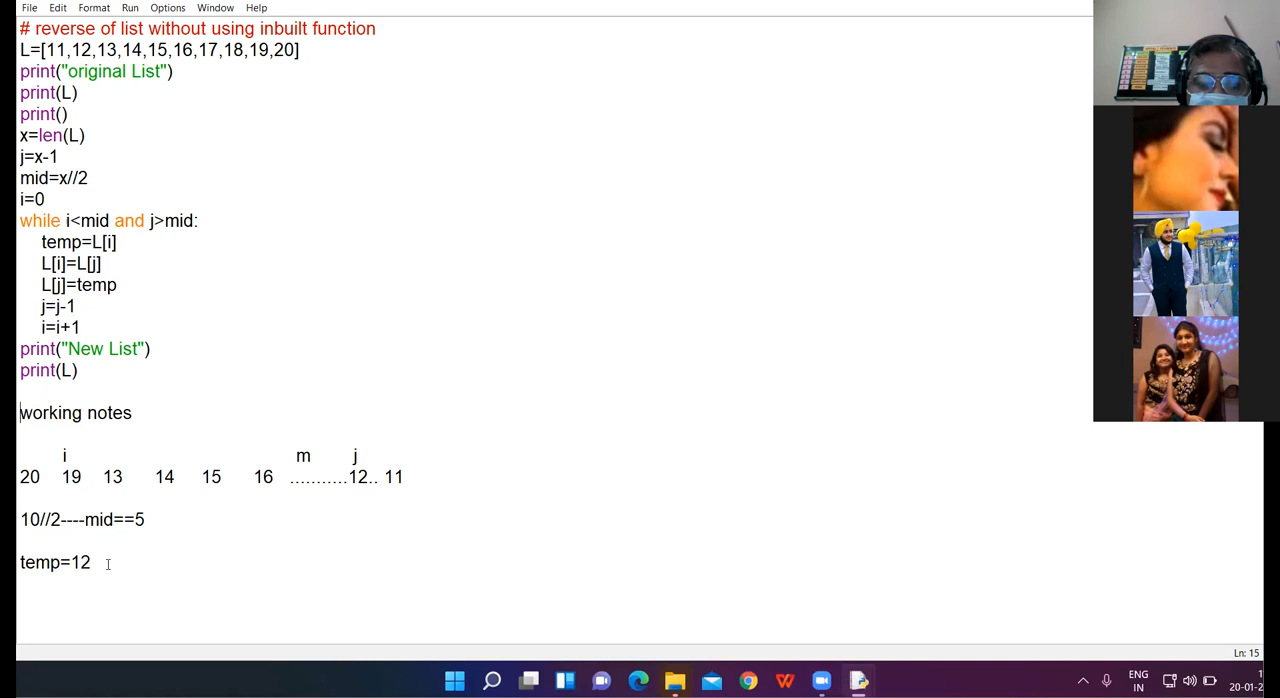 File Edit Format Run Options Window Help
# reverse of list without using inbuilt function
L=[11,12,13,14,15,16,17,18,19,20]
print("original List")
print(L)
print()
x=len(L)
j=x-1
mid=x//2
i=0
while i<mid and j>mid:
temp=L[i]
L[i]=L[j]
L[j]=temp
j=j-1
i=i+1
print("New List")
print(L)
working notes
i m j
20 19 13 14 15 16 ...........12.. 11
10//2----mid==5
temp=12
Ln: 15
ENG
IN
20-01-2